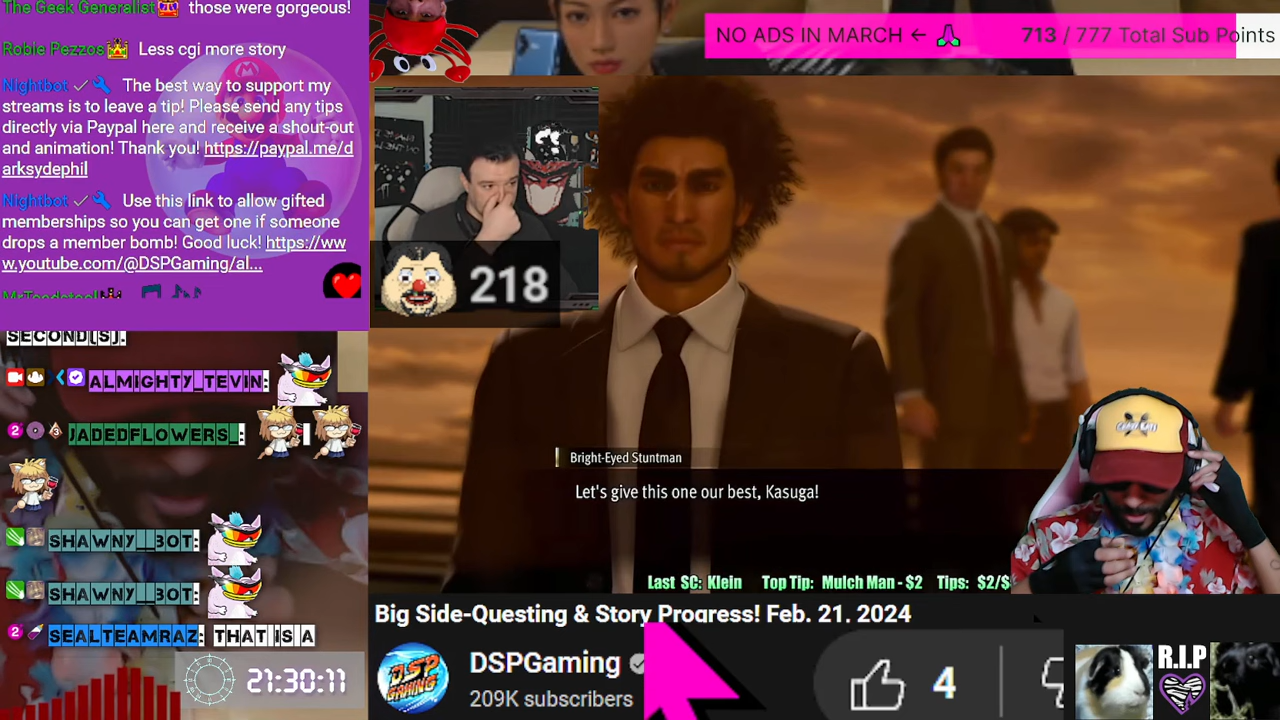 The Geek Generalist those were gorgeous!
Roble Pezzos Less cgi more story
Nightbot The best way to support my
streams is to leave a tip! Please send any tips
directly via Paypal here and receive a shout-out
and animation! Thank you! https://paypal.me/d
arksydephil
Nightbot Use this link to allow gifted
memberships so you can get one if someone
drops a member bomb! Good luck! https://ww
w.youtube.com/@DSPGaming/al...
SECOND(S).
ALMIGHTY_TEVIN:
JADEDFLOWERS_:
SHAWNY__BOT:
SHAWNY__BOT:
SEALTEAMRAZ: THAT IS A
21:30:11
NO ADS IN MARCH ← 713 / 777 Total Sub Points
218
Bright-Eyed Stuntman
Let's give this one our best, Kasuga!
Last SC: Klein Top Tip: Mulch Man - $2 Tips: $2/$
Big Side-Questing & Story Progress! Feb. 21. 2024
DSP GAMING
DSPGaming
209K subscribers
4
R.I.P